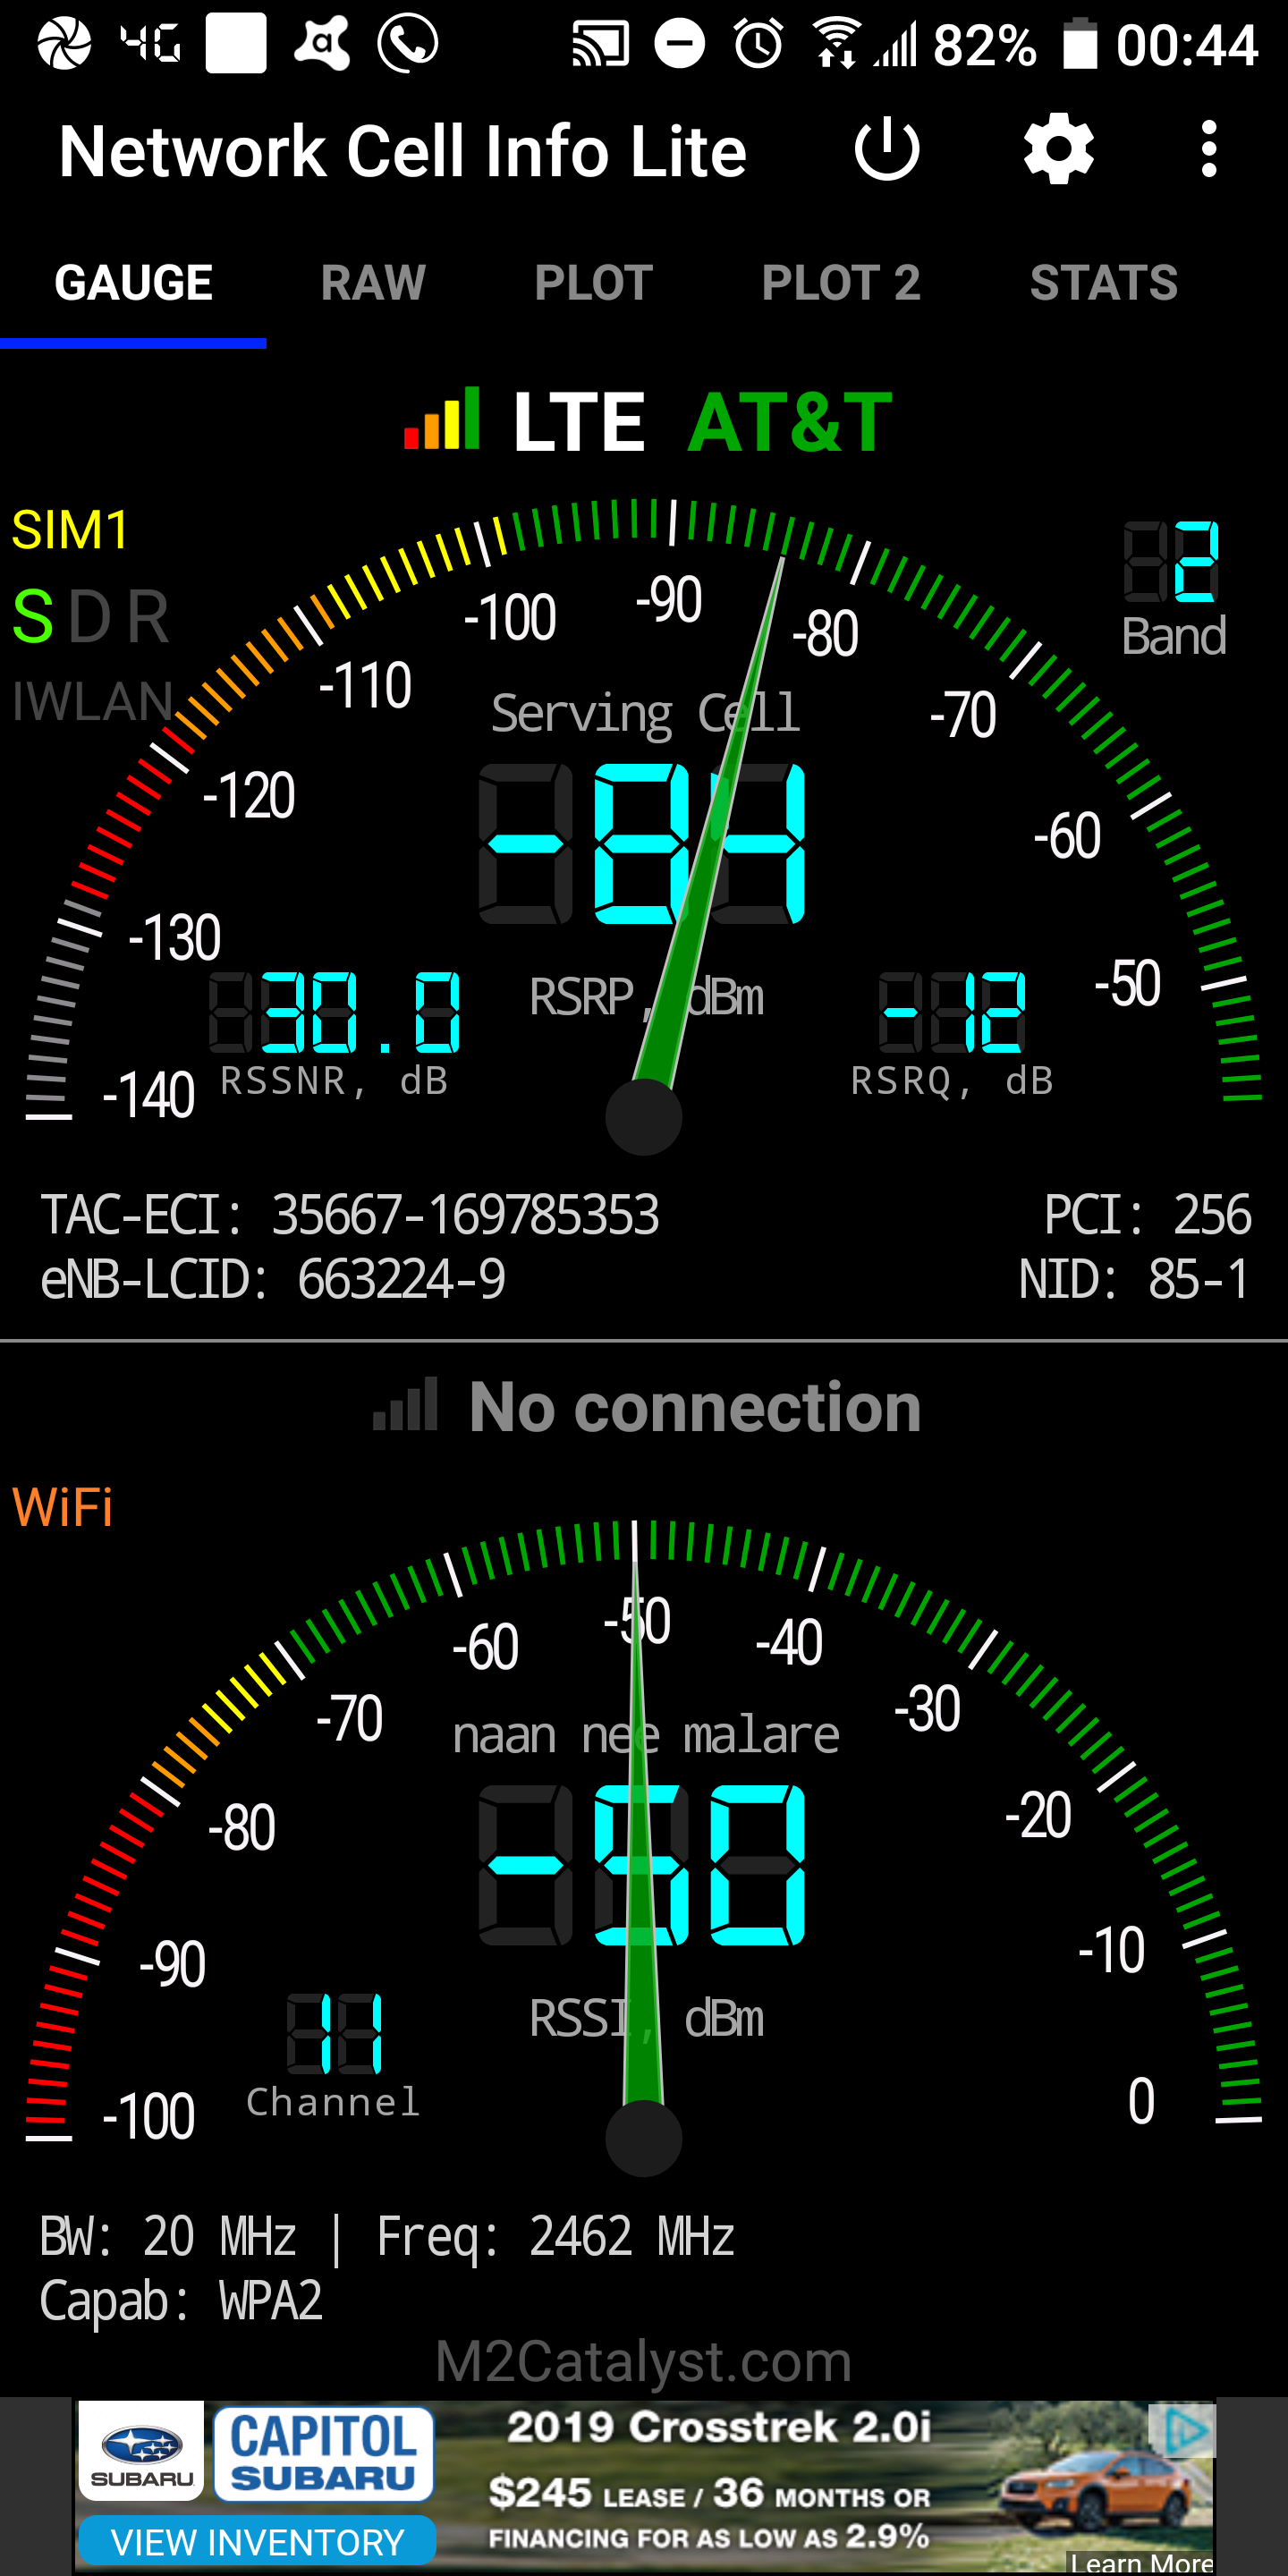 4G 82% 00:44
Network Cell Info Lite
GAUGE RAW PLOT PLOT 2 STATS
LTE AT&T
SIM1
S D R
IWLAN
2
Band
-140 -130 -120 -110 -100 -90 -80 -70 -60 -50
Serving Cell
-84
RSRP, dBm
30.0
RSSNR, dB
-12
RSRQ, dB
TAC-ECI: 35667-169785353 PCI: 256
eNB-LCID: 663224-9 NID: 85-1
No connection
WiFi
-100 -90 -80 -70 -60 -50 -40 -30 -20 -10 0
naan nee malare
-50
RSSI, dBm
11
Channel
BW: 20 MHz | Freq: 2462 MHz
Capab: WPA2
M2Catalyst.com
SUBARU
CAPITOL
SUBARU
VIEW INVENTORY
2019 Crosstrek 2.0i
$245 LEASE / 36 MONTHS OR
FINANCING FOR AS LOW AS 2.9%
Learn More